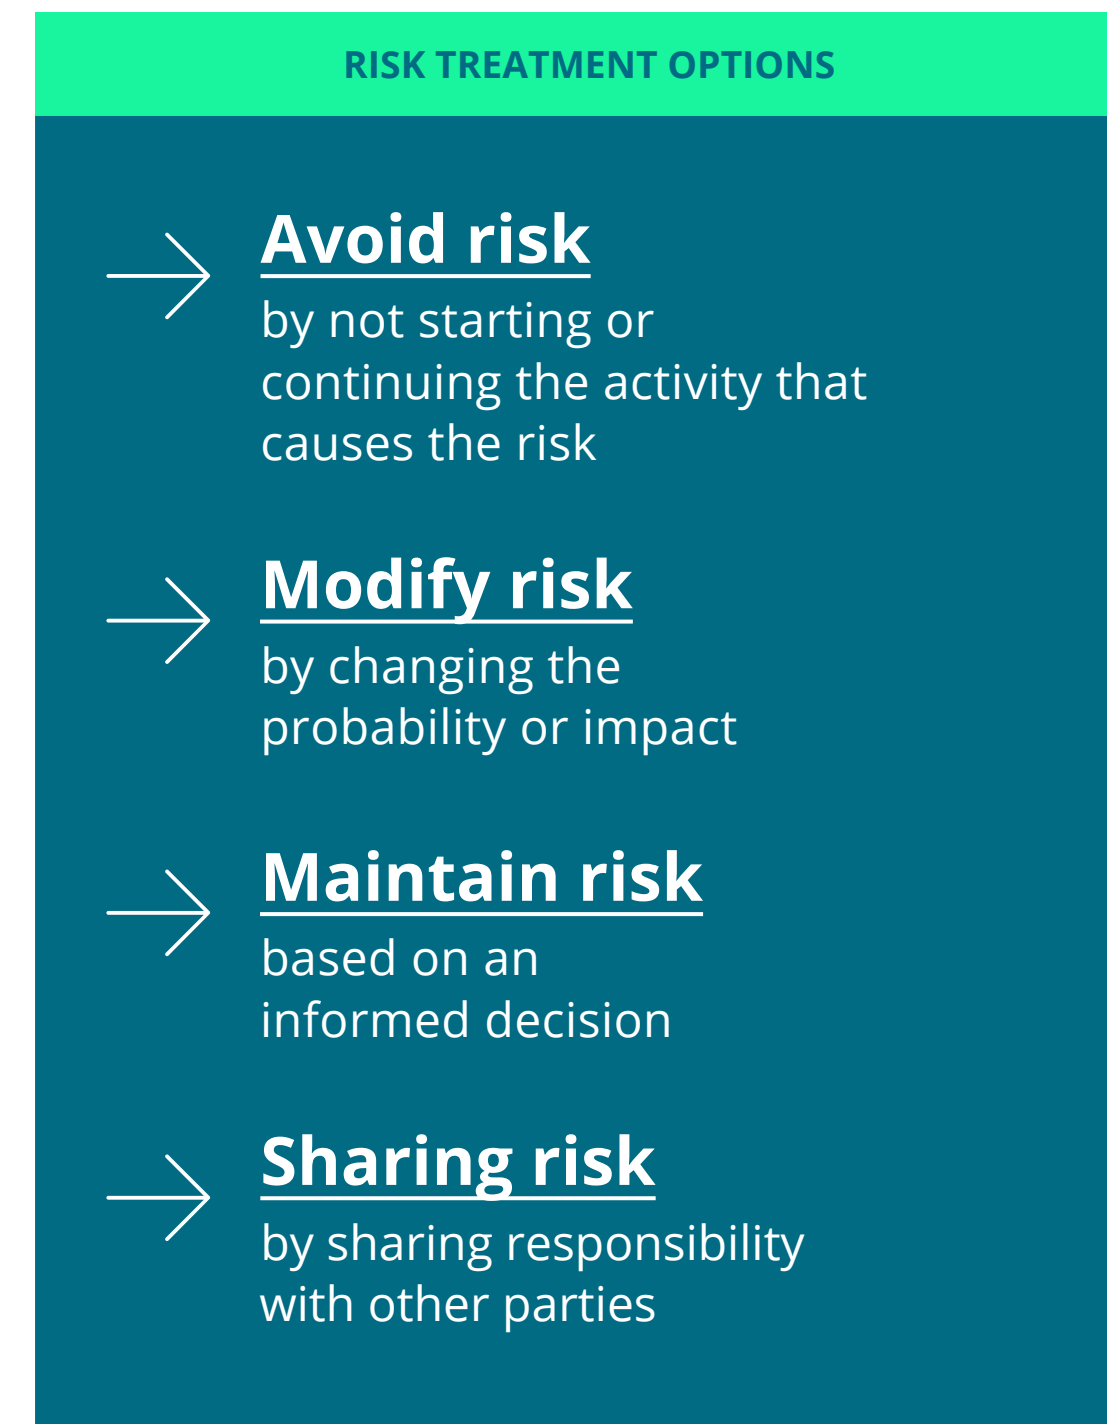 RISK TREATMENT OPTIONS
Avoid risk
by not starting or
continuing the activity that
causes the risk
Modify risk
by changing the
probability or impact
Maintain risk
based on an
informed decision
Sharing risk
by sharing responsibility
with other parties